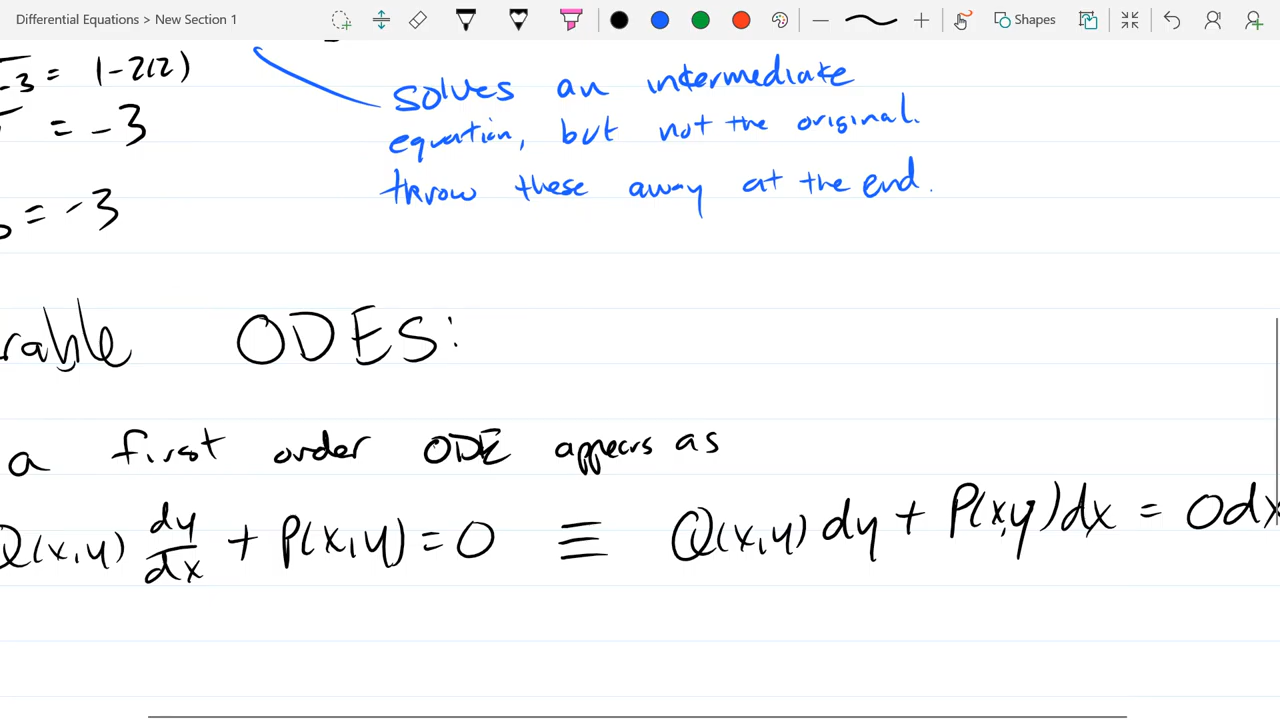 Differential Equations > New Section 1
Shapes
-3 = 1-2(2)
= -3
= -3
solves an intermediate
equation, but not the original.
throw these away at the end.
rable ODES:
a first order ODE appears as
Q(x,y) dy/dx + P(x,y) = 0 ≡ Q(x,y) dy + P(x,y) dx = 0dx